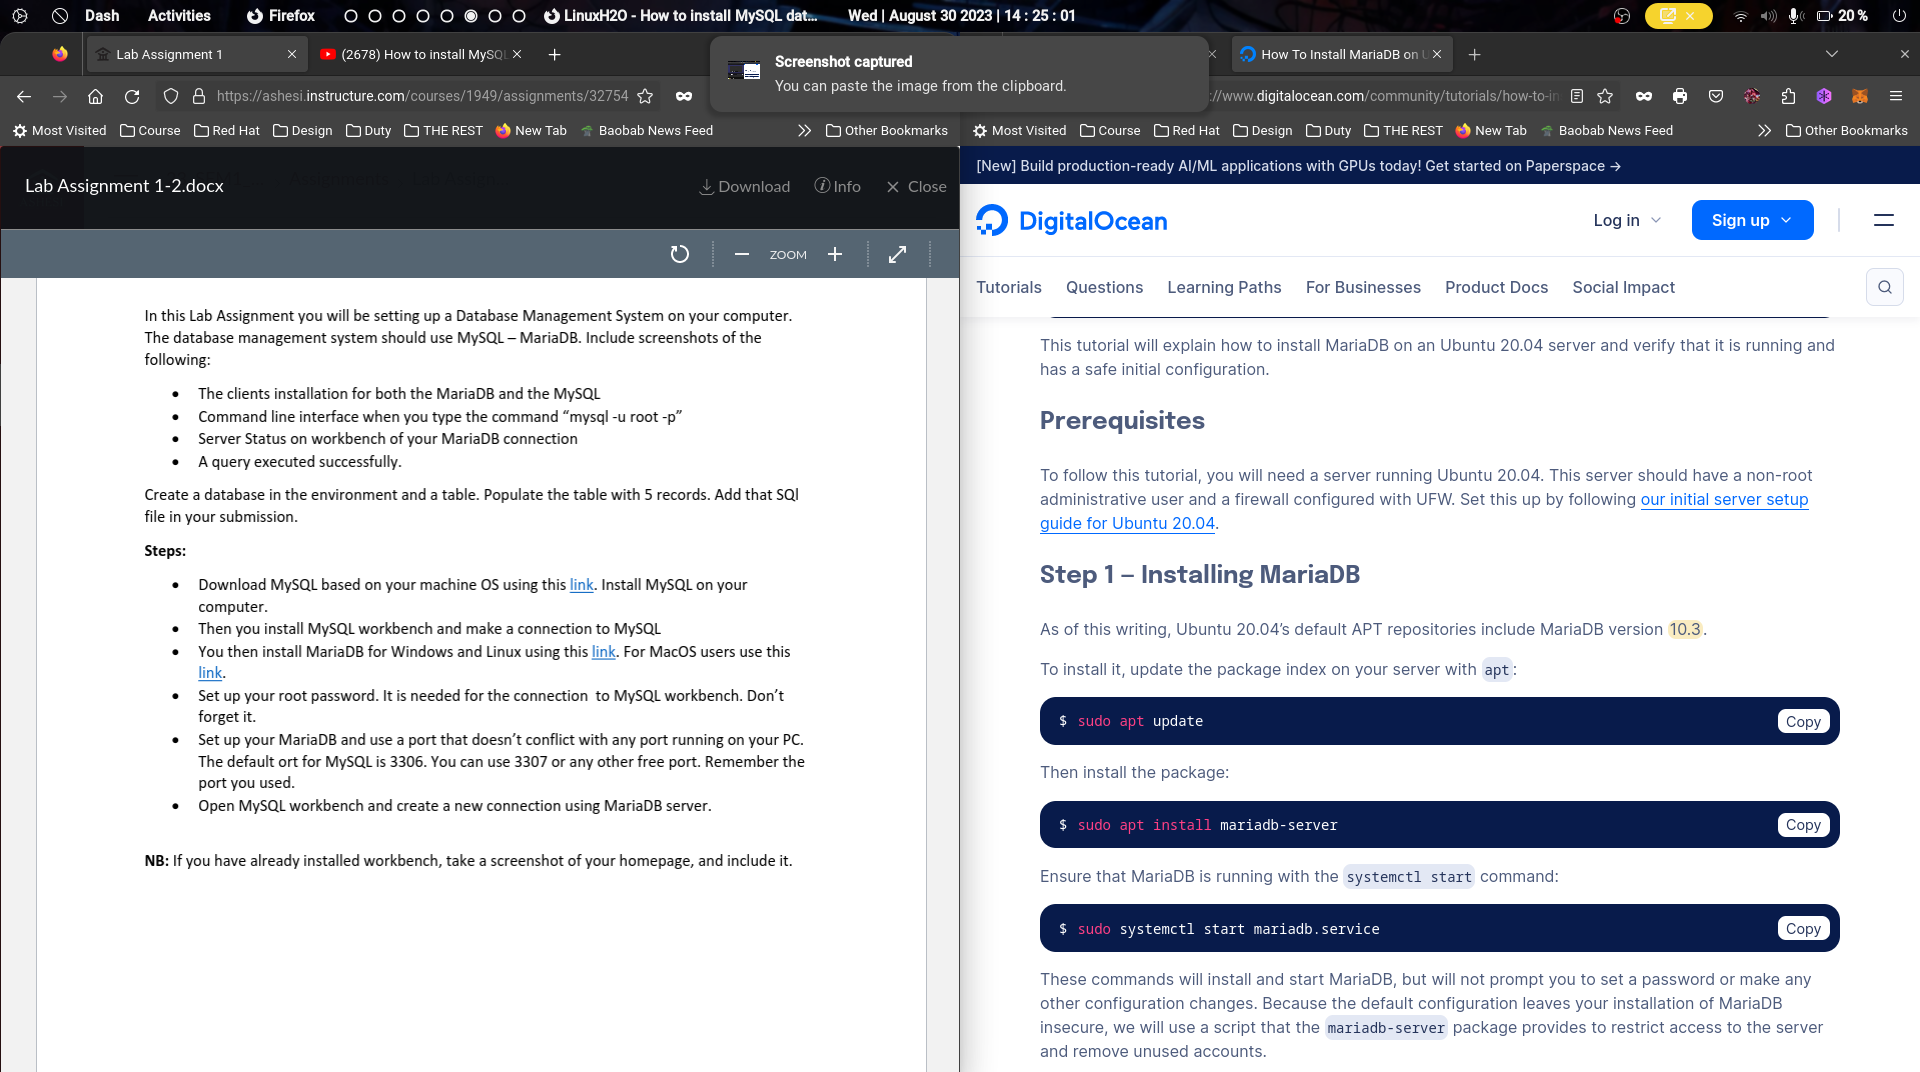 Dash
Activities
Firefox
LinuxH2O - How to install MySQL dat...
Wed | August 30 2023 | 14 : 25 : 01
20 %
Lab Assignment 1
(2678) How to install MySQL
How To Install MariaDB on U
Screenshot captured
You can paste the image from the clipboard.
https://ashesi.instructure.com/courses/1949/assignments/32754
://www.digitalocean.com/community/tutorials/how-to-in
Most Visited
Course
Red Hat
Design
Duty
THE REST
New Tab
Baobab News Feed
Other Bookmarks
Most Visited
Course
Red Hat
Design
Duty
THE REST
New Tab
Baobab News Feed
Other Bookmarks
Lab Assignment 1-2.docx
Download
Info
Close
ZOOM
In this Lab Assignment you will be setting up a Database Management System on your computer.
The database management system should use MySQL – MariaDB. Include screenshots of the
following:
• The clients installation for both the MariaDB and the MySQL
• Command line interface when you type the command “mysql -u root -p”
• Server Status on workbench of your MariaDB connection
• A query executed successfully.
Create a database in the environment and a table. Populate the table with 5 records. Add that SQl
file in your submission.
Steps:
• Download MySQL based on your machine OS using this link. Install MySQL on your
computer.
• Then you install MySQL workbench and make a connection to MySQL
• You then install MariaDB for Windows and Linux using this link. For MacOS users use this
link.
• Set up your root password. It is needed for the connection  to MySQL workbench. Don’t
forget it.
• Set up your MariaDB and use a port that doesn’t conflict with any port running on your PC.
The default ort for MySQL is 3306. You can use 3307 or any other free port. Remember the
port you used.
• Open MySQL workbench and create a new connection using MariaDB server.
NB: If you have already installed workbench, take a screenshot of your homepage, and include it.
[New] Build production-ready AI/ML applications with GPUs today! Get started on Paperspace →
DigitalOcean
Log in
Sign up
Tutorials
Questions
Learning Paths
For Businesses
Product Docs
Social Impact
This tutorial will explain how to install MariaDB on an Ubuntu 20.04 server and verify that it is running and
has a safe initial configuration.
Prerequisites
To follow this tutorial, you will need a server running Ubuntu 20.04. This server should have a non-root
administrative user and a firewall configured with UFW. Set this up by following our initial server setup
guide for Ubuntu 20.04.
Step 1 – Installing MariaDB
As of this writing, Ubuntu 20.04’s default APT repositories include MariaDB version 10.3.
To install it, update the package index on your server with apt:
$ sudo apt update
Copy
Then install the package:
$ sudo apt install mariadb-server
Copy
Ensure that MariaDB is running with the systemctl start command:
$ sudo systemctl start mariadb.service
Copy
These commands will install and start MariaDB, but will not prompt you to set a password or make any
other configuration changes. Because the default configuration leaves your installation of MariaDB
insecure, we will use a script that the mariadb-server package provides to restrict access to the server
and remove unused accounts.